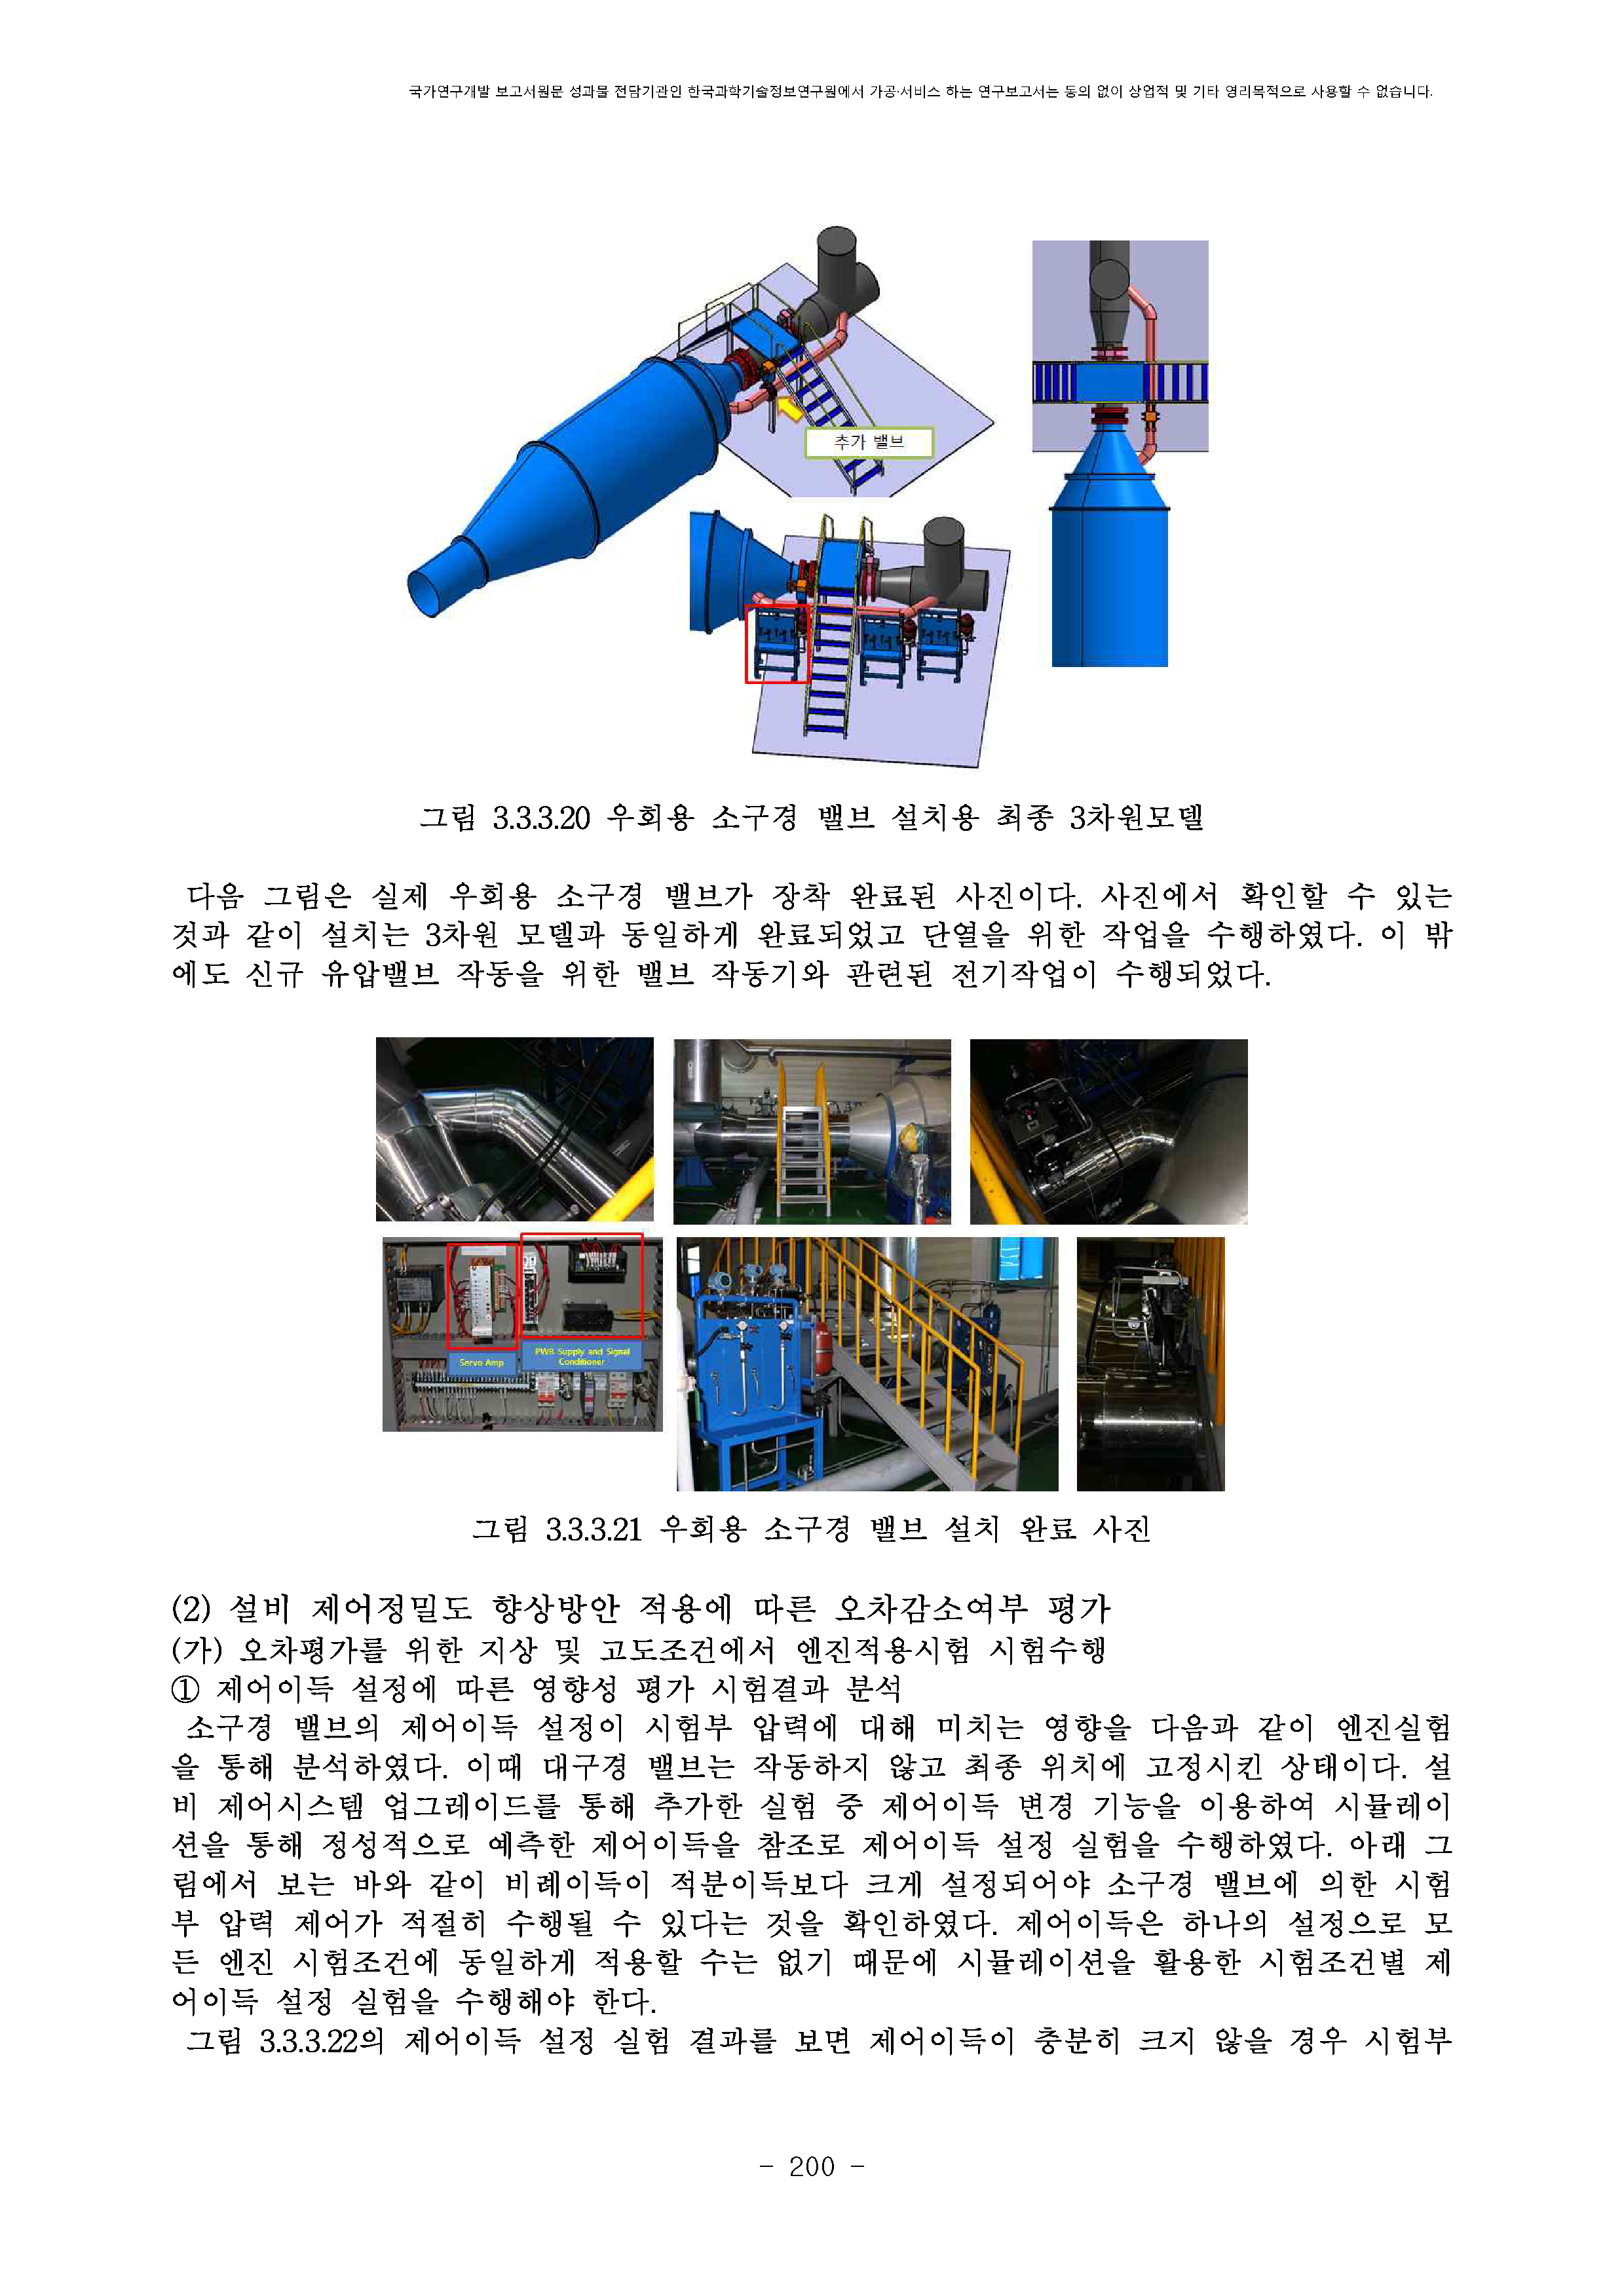 국가연구개발 보고서원문 성과물 전담기관인 한국과학기술정보연구원에서 가공·서비스 하는 연구보고서는 동의 없이 상업적 및 기타 영리목적으로 사용할 수 없습니다.
추가 밸브
그림 3.3.3.20 우회용 소구경 밸브 설치용 최종 3차원모델
다음 그림은 실제 우회용 소구경 밸브가 장착 완료된 사진이다. 사진에서 확인할 수 있는
것과 같이 설치는 3차원 모델과 동일하게 완료되었고 단열을 위한 작업을 수행하였다. 이 밖
에도 신규 유압밸브 작동을 위한 밸브 작동기와 관련된 전기작업이 수행되었다.
Servo Amp
PWR Supply and Signal
Conditioner
그림 3.3.3.21 우회용 소구경 밸브 설치 완료 사진
(2) 설비 제어정밀도 향상방안 적용에 따른 오차감소여부 평가
(가) 오차평가를 위한 지상 및 고도조건에서 엔진적용시험 시험수행
① 제어이득 설정에 따른 영향성 평가 시험결과 분석
소구경 밸브의 제어이득 설정이 시험부 압력에 대해 미치는 영향을 다음과 같이 엔진실험
을 통해 분석하였다. 이때 대구경 밸브는 작동하지 않고 최종 위치에 고정시킨 상태이다. 설
비 제어시스템 업그레이드를 통해 추가한 실험 중 제어이득 변경 기능을 이용하여 시뮬레이
션을 통해 정성적으로 예측한 제어이득을 참조로 제어이득 설정 실험을 수행하였다. 아래 그
림에서 보는 바와 같이 비례이득이 적분이득보다 크게 설정되어야 소구경 밸브에 의한 시험
부 압력 제어가 적절히 수행될 수 있다는 것을 확인하였다. 제어이득은 하나의 설정으로 모
든 엔진 시험조건에 동일하게 적용할 수는 없기 때문에 시뮬레이션을 활용한 시험조건별 제
어이득 설정 실험을 수행해야 한다.
그림 3.3.3.22의 제어이득 설정 실험 결과를 보면 제어이득이 충분히 크지 않을 경우 시험부
- 200 -